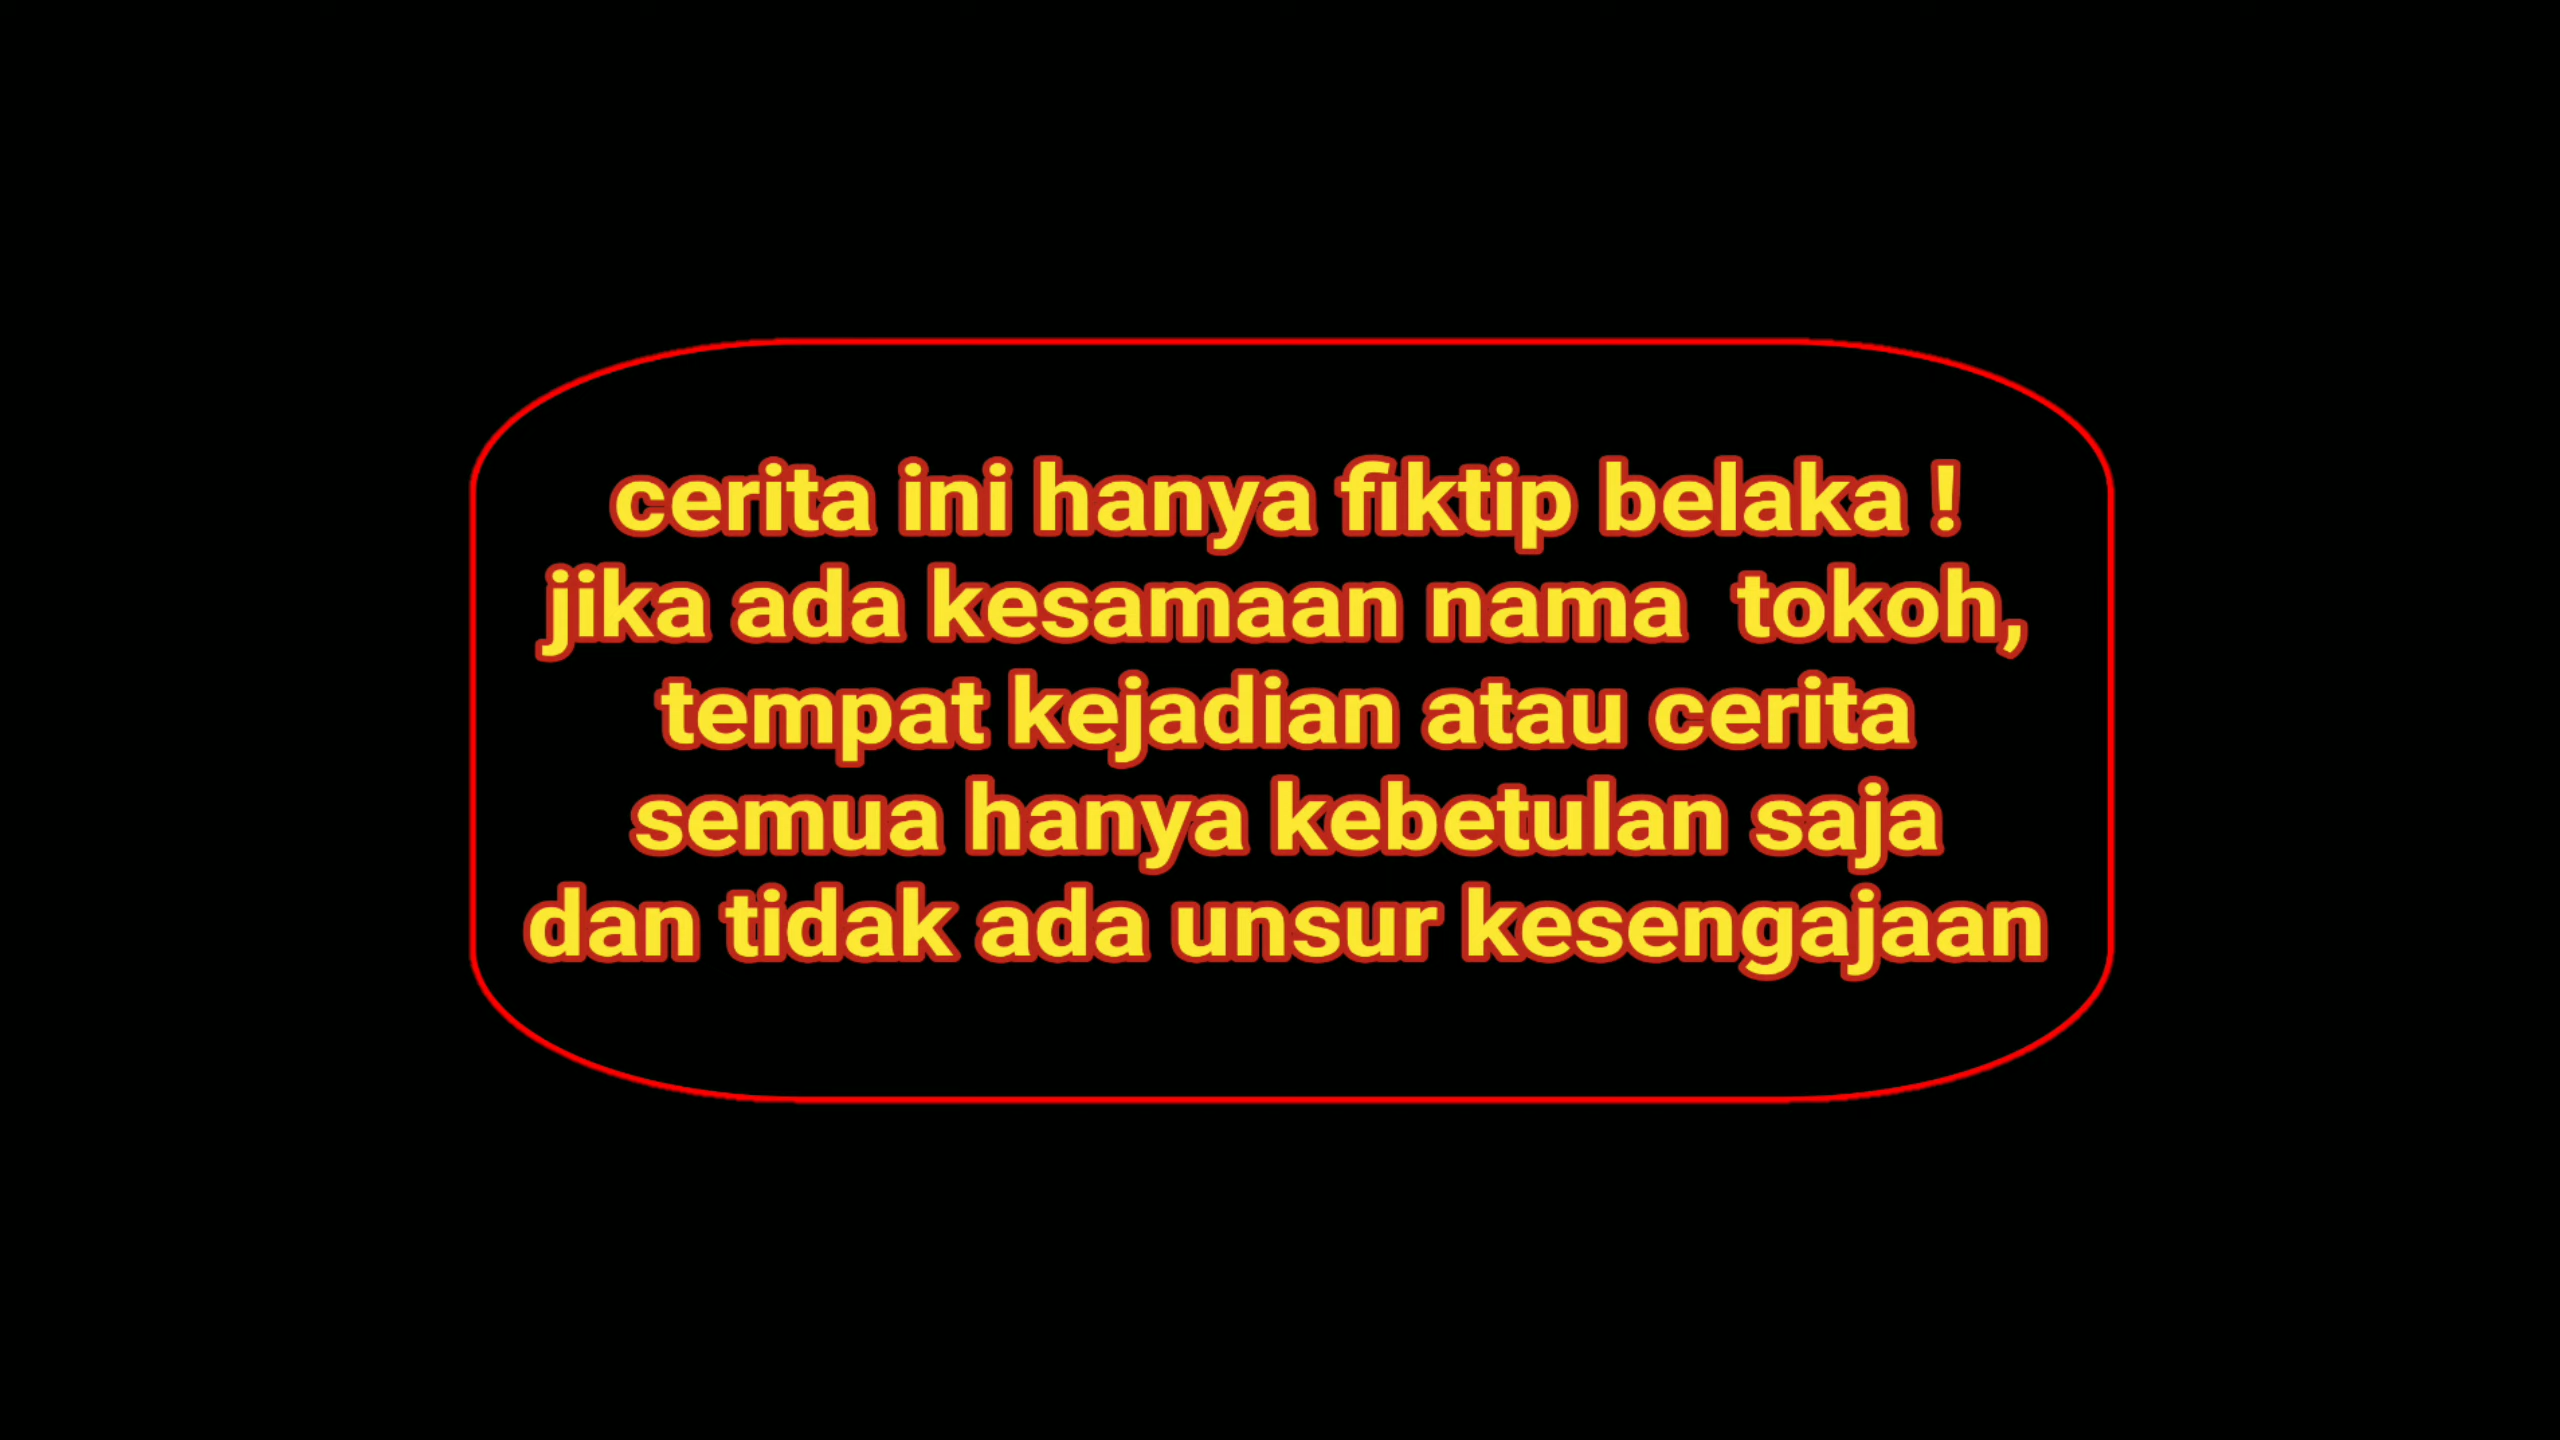 cerita ini hanya fiktip belaka !
jika ada kesamaan nama  tokoh,
tempat kejadian atau cerita
semua hanya kebetulan saja
dan tidak ada unsur kesengajaan